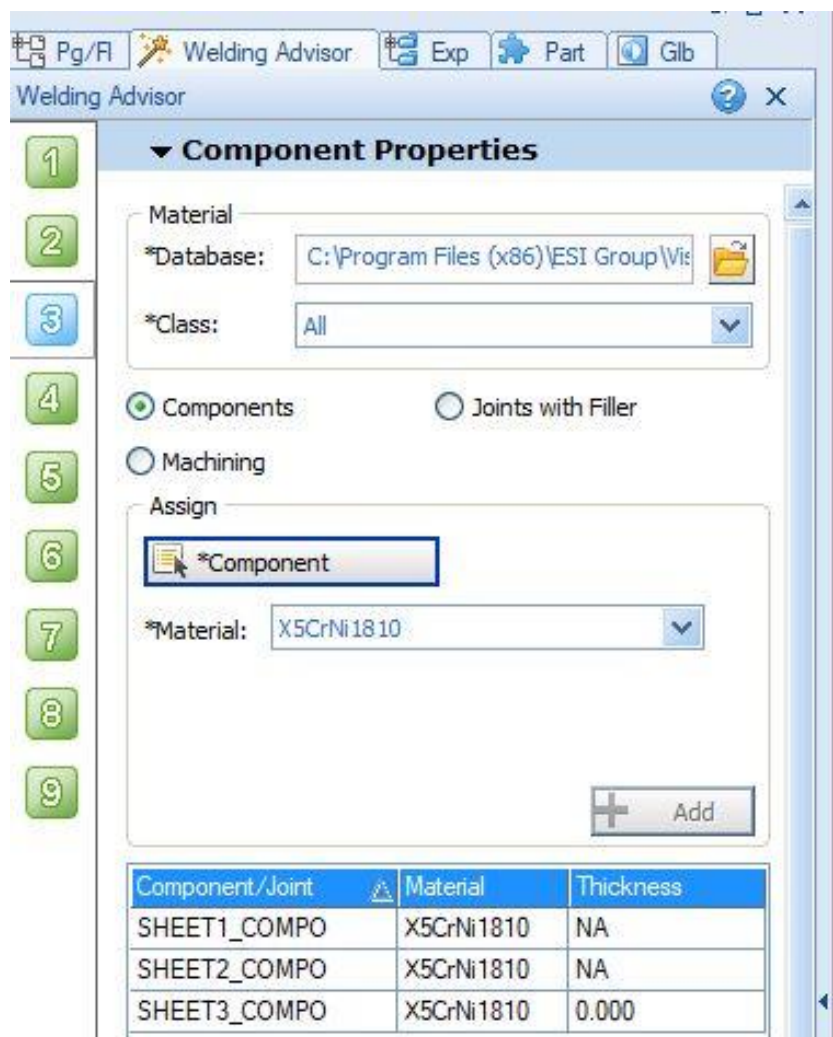 Pg/Fl Welding Advisor Exp Part Glb
Welding Advisor
1
2
3
4
5
6
7
8
9
Component Properties
Material
*Database: C:\Program Files (x86)\ESI Group\Vis
*Class: All
Components Joints with Filler
Machining
Assign
*Component
*Material: X5CrNi1810
Add
Component/Joint Material Thickness
SHEET1_COMPO X5CrNi1810 NA
SHEET2_COMPO X5CrNi1810 NA
SHEET3_COMPO X5CrNi1810 0.000